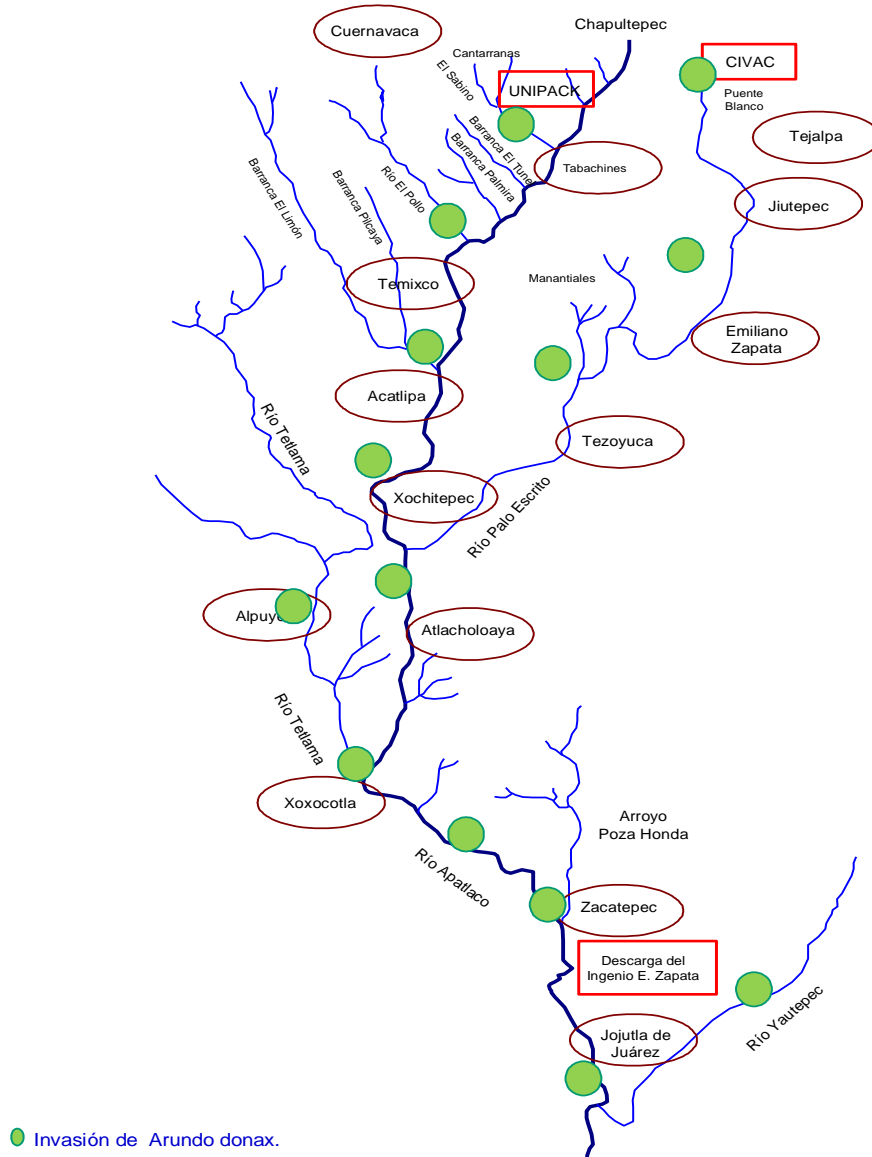 Chapultepec
Cuernavaca
Cantarranas
El Sabino
CIVAC
UNIPACK
Puente
Blanco
Tejalpa
Barranca El Tunel
Barranca Palmira
Tabachines
Río El Pollo
Barranca El Limón
Barranca Pilcaya
Jiutepec
Temixco
Manantiales
Emiliano
Zapata
Acatlipa
Río Tetlama
Tezoyuca
Xochitepec
Río Palo Escrito
Alpuy
Atlacholoaya
Río Tetlama
Xoxocotla
Arroyo
Poza Honda
Río Apatlaco
Zacatepec
Descarga del
Ingenio E. Zapata
Río Yautepec
Jojutla de
Juárez
Invasión de Arundo donax.